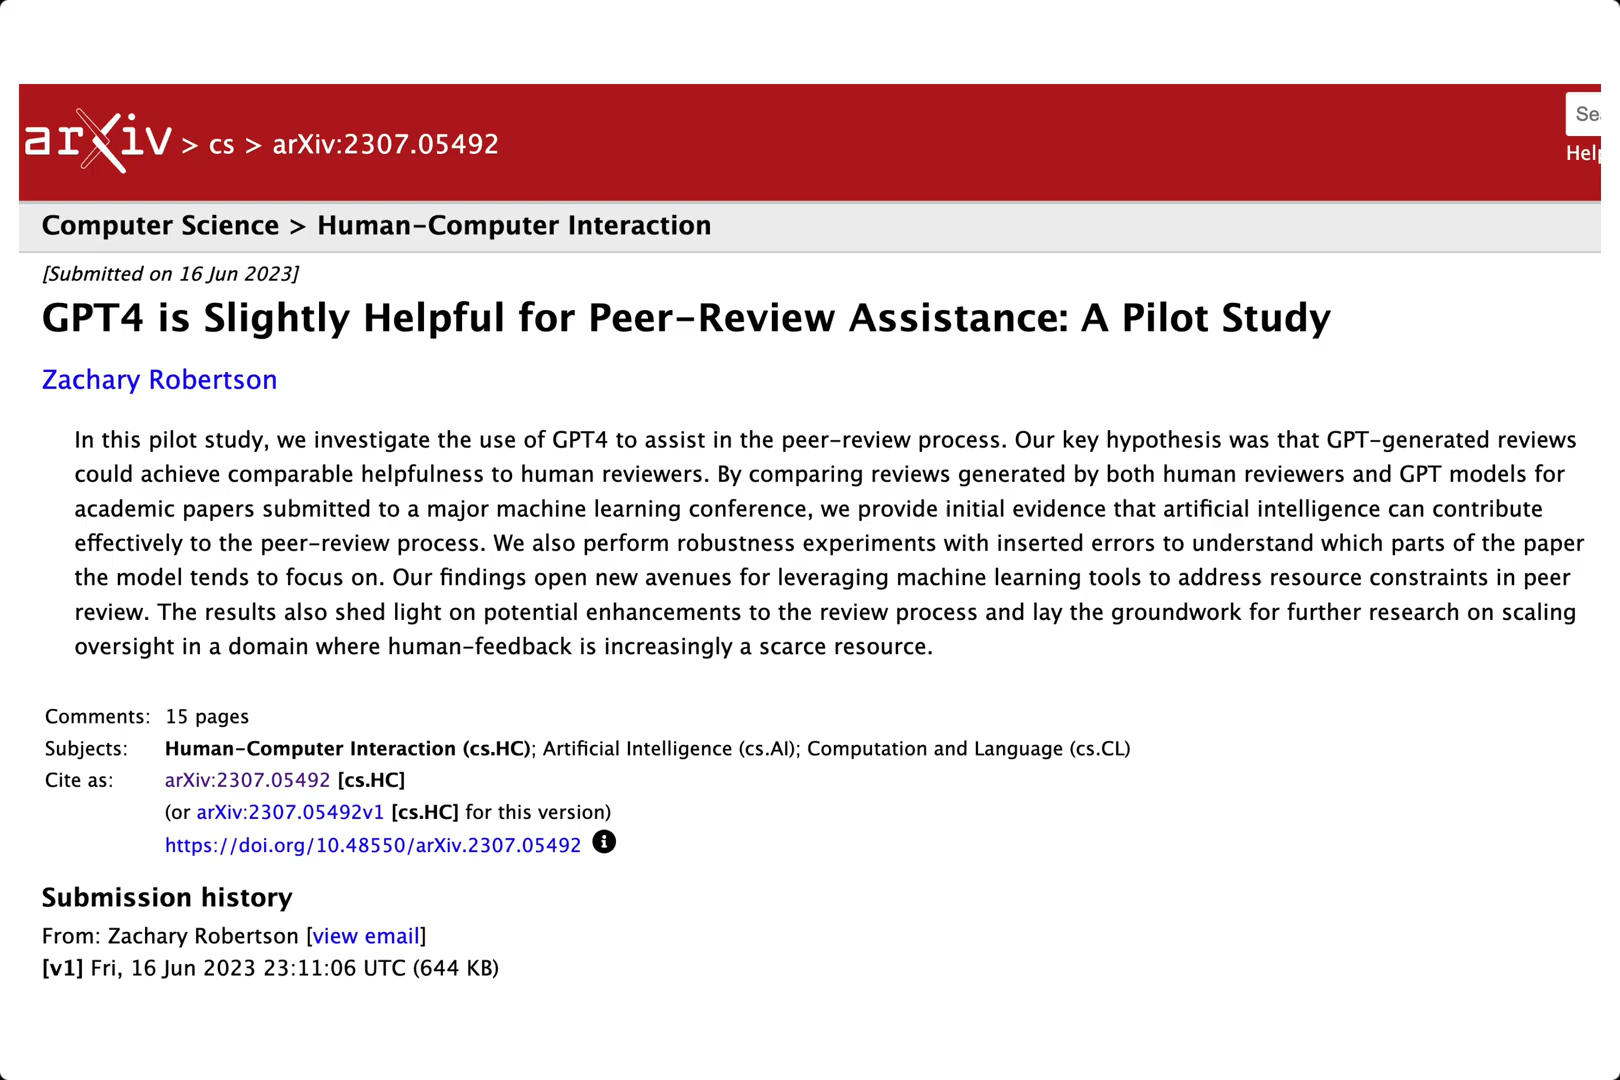 arXiv > cs > arXiv:2307.05492
Sea
Help
Computer Science > Human-Computer Interaction
[Submitted on 16 Jun 2023]
GPT4 is Slightly Helpful for Peer-Review Assistance: A Pilot Study
Zachary Robertson
In this pilot study, we investigate the use of GPT4 to assist in the peer-review process. Our key hypothesis was that GPT-generated reviews
could achieve comparable helpfulness to human reviewers. By comparing reviews generated by both human reviewers and GPT models for
academic papers submitted to a major machine learning conference, we provide initial evidence that artificial intelligence can contribute
effectively to the peer-review process. We also perform robustness experiments with inserted errors to understand which parts of the paper
the model tends to focus on. Our findings open new avenues for leveraging machine learning tools to address resource constraints in peer
review. The results also shed light on potential enhancements to the review process and lay the groundwork for further research on scaling
oversight in a domain where human-feedback is increasingly a scarce resource.
Comments: 15 pages
Subjects: Human-Computer Interaction (cs.HC); Artificial Intelligence (cs.AI); Computation and Language (cs.CL)
Cite as: arXiv:2307.05492 [cs.HC]
(or arXiv:2307.05492v1 [cs.HC] for this version)
https://doi.org/10.48550/arXiv.2307.05492
Submission history
From: Zachary Robertson [view email]
[v1] Fri, 16 Jun 2023 23:11:06 UTC (644 KB)